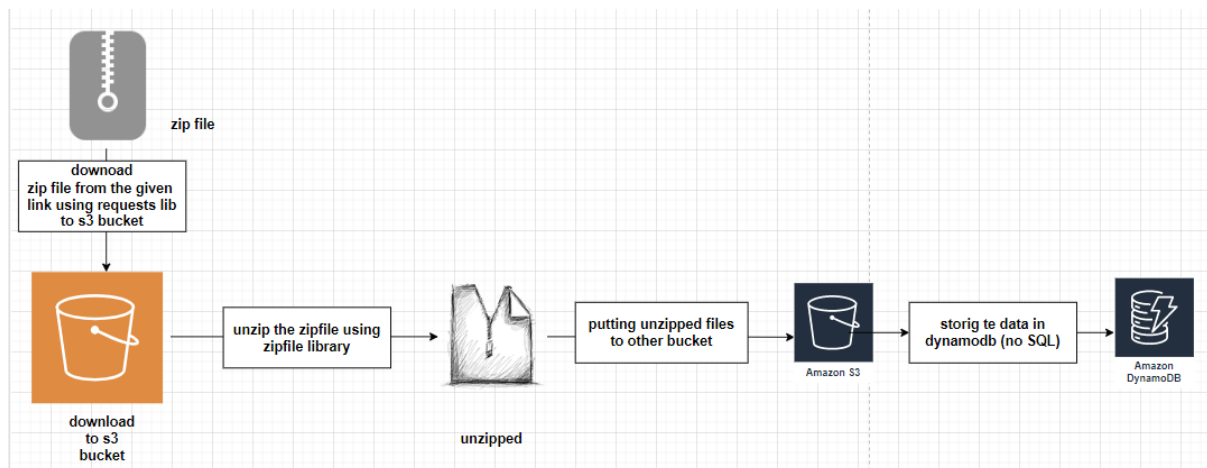 zip file
downoad
zip file from the given
link using requests lib
to s3 bucket
unzip the zipfile using
zipfile library
putting unzipped files
to other bucket
storig te data in
dynamodb (no SQL)
Amazon S3
Amazon
DynamoDB
download
to s3
bucket
unzipped